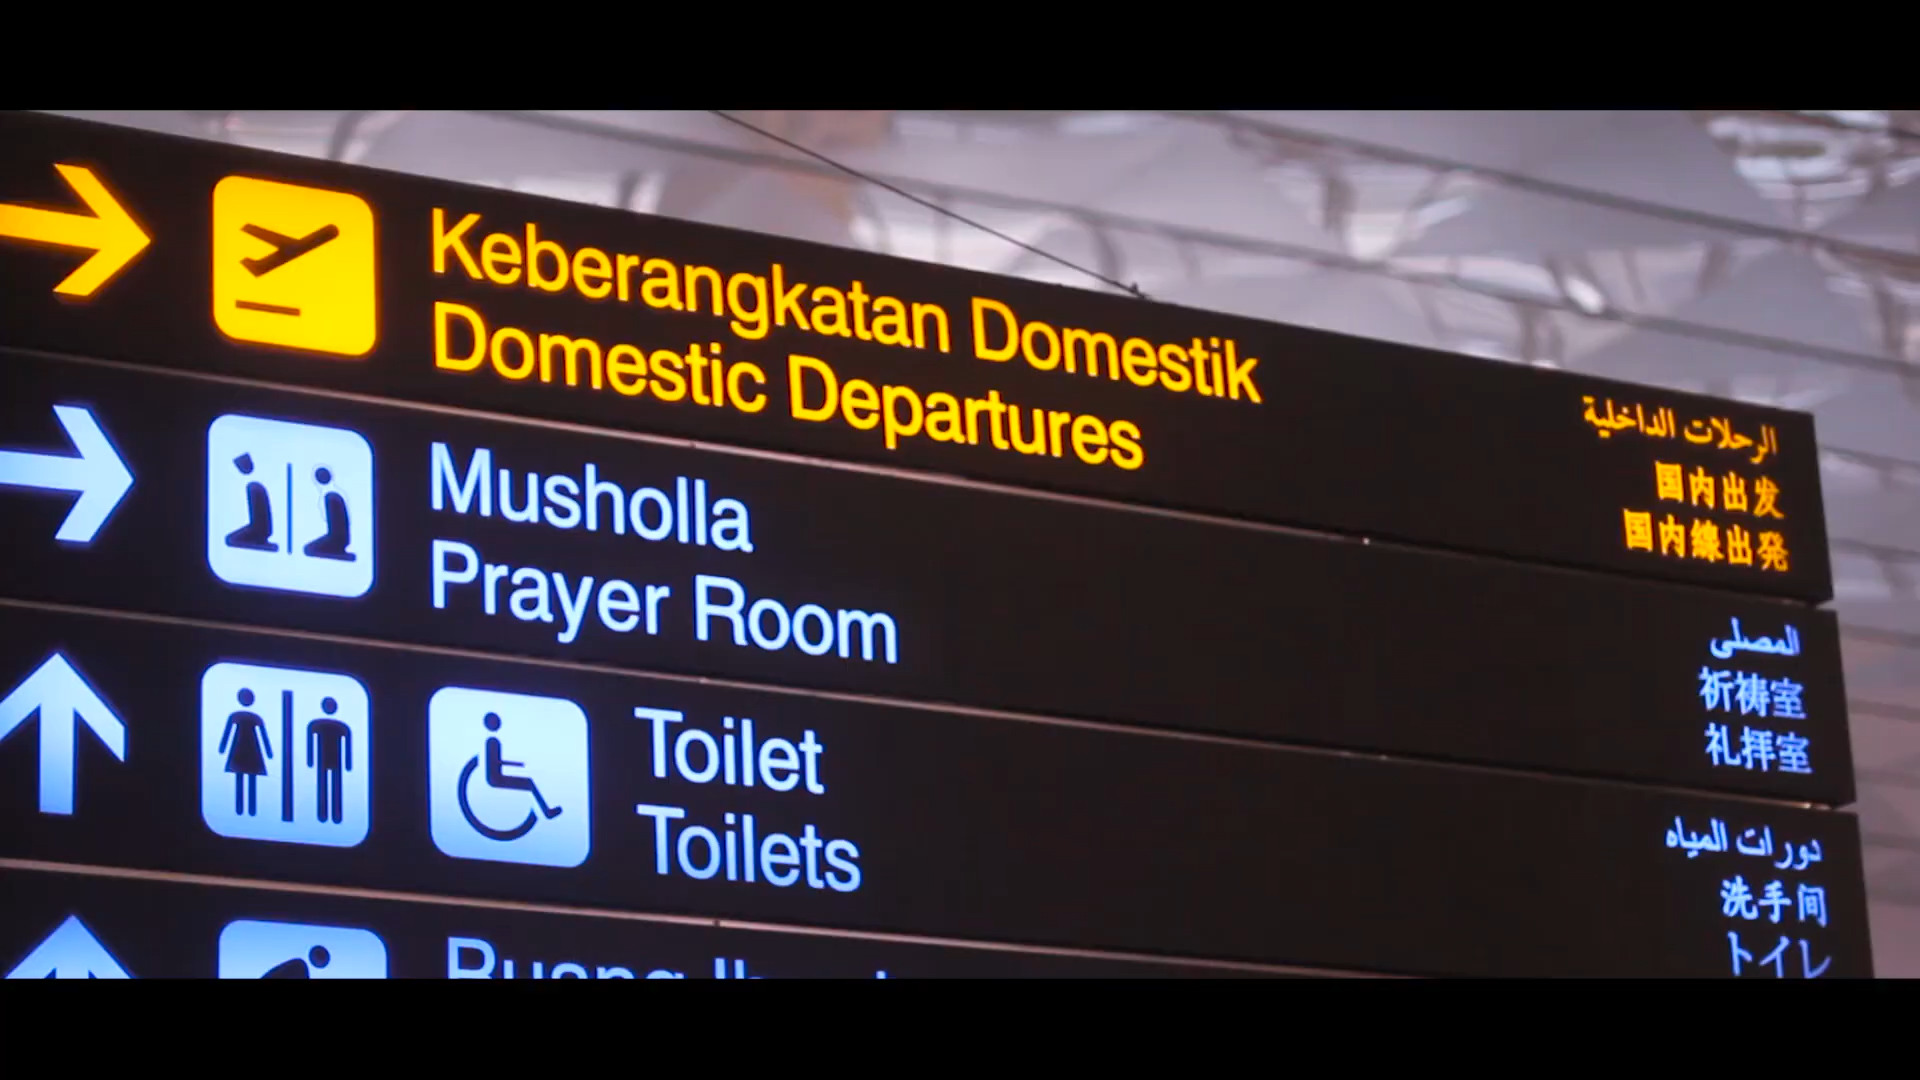 Keberangkatan Domestik
Domestic Departures
الرحلات الداخلية
国内出发
国内線出発
Musholla
Prayer Room
المصلى
祈祷室
礼拝室
Toilet
Toilets
دورات المياه
洗手间
トイレ
Ruang